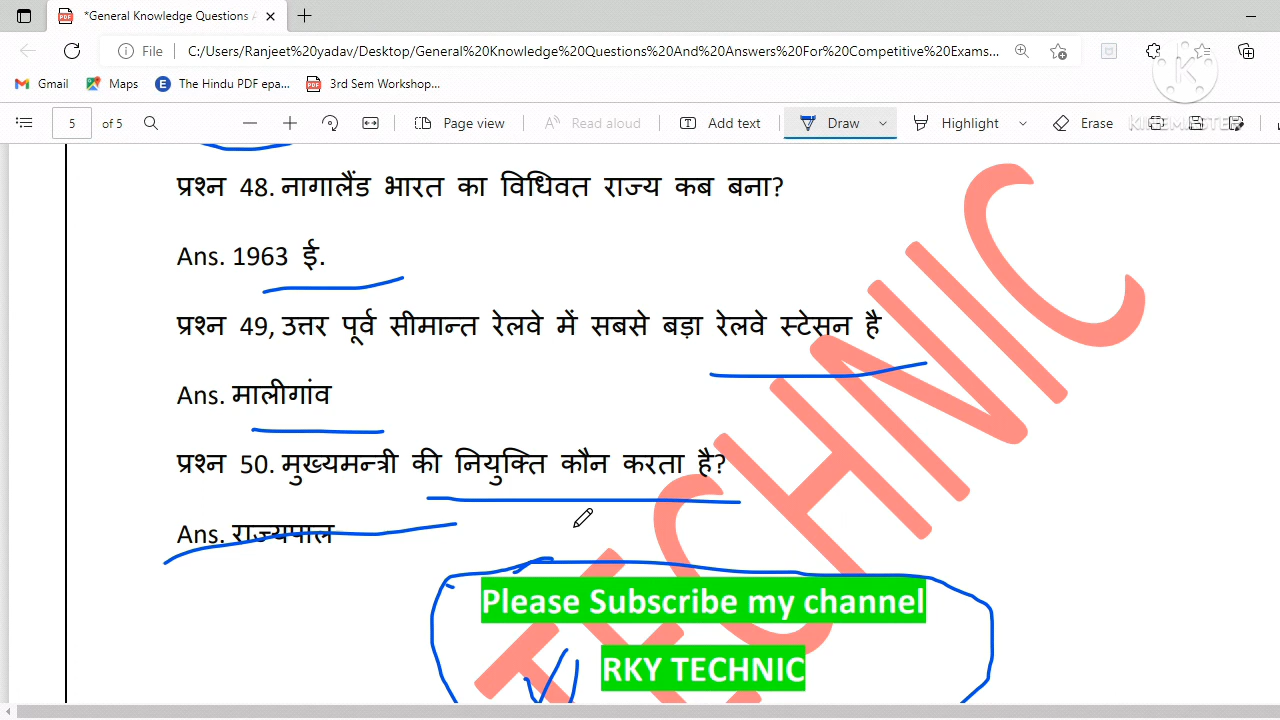 *General Knowledge Questions A
File
C:/Users/Ranjeet%20yadav/Desktop/General%20Knowledge%20Questions%20And%20Answers%20For%20Competitive%20Exams...
Gmail
Maps
The Hindu PDF epa...
3rd Sem Workshop...
5 of 5
Page view
Read aloud
Add text
Draw
Highlight
Erase
KINEMASTER
प्रश्न 48. नागालैंड भारत का विधिवत राज्य कब बना?
Ans. 1963 ई.
प्रश्न 49, उत्तर पूर्व सीमान्त रेलवे में सबसे बड़ा रेलवे स्टेसन है
Ans. मालीगांव
प्रश्न 50. मुख्यमन्त्री की नियुक्ति कौन करता है?
Ans. राज्यपाल
TECHNIC
Please Subscribe my channel
RKY TECHNIC